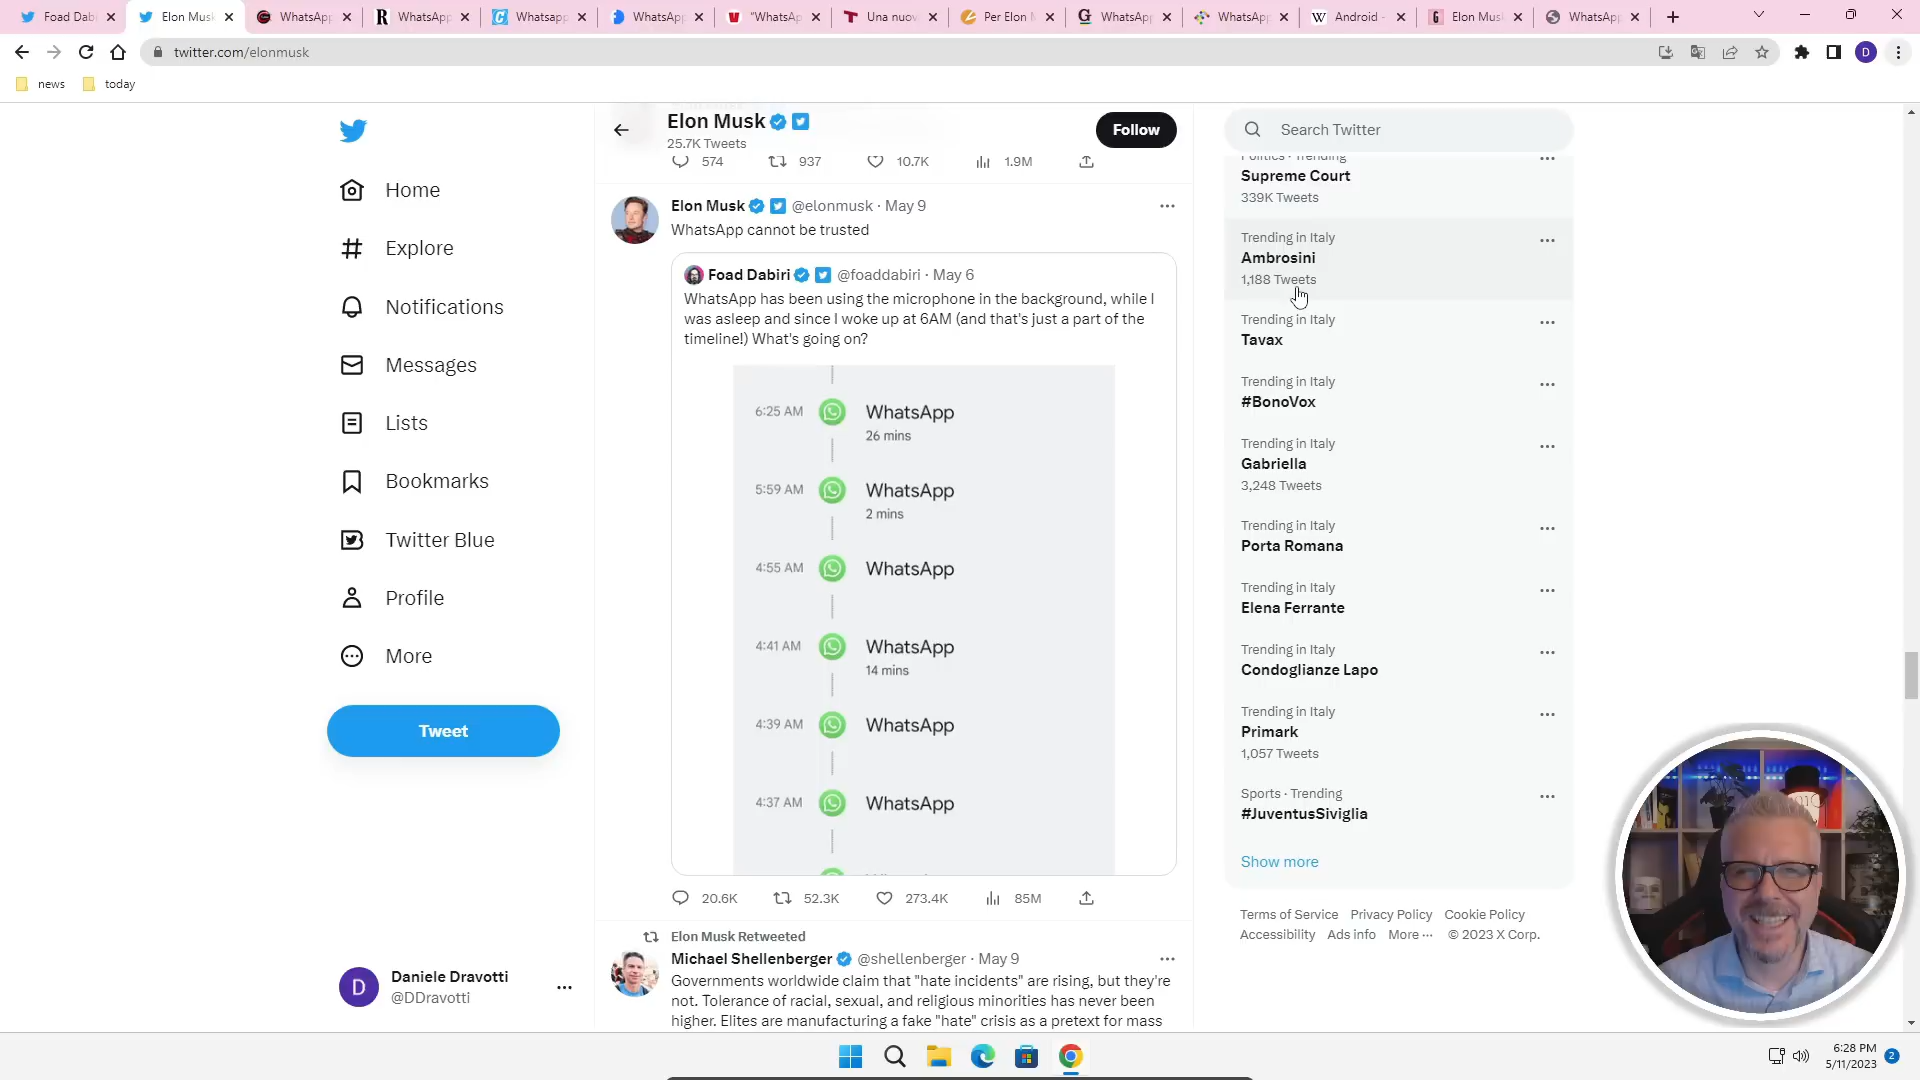 Foad Dabi
Elon Mus
WhatsApp
WhatsApp
Whatsapp
WhatsApp
"WhatsAp
Una nuov
Per Elon M
WhatsApp
WhatsApp
Android -
Elon Mus
WhatsApp
twitter.com/elonmusk
D
news
today
Elon Musk
25.7K Tweets
Follow
Search Twitter
574
937
10.7K
1.9M
Home
Explore
Notifications
Messages
Lists
Bookmarks
Twitter Blue
Profile
More
Tweet
D
Daniele Dravotti
@DDravotti
Elon Musk @elonmusk · May 9
WhatsApp cannot be trusted
Foad Dabiri @foaddabiri · May 6
WhatsApp has been using the microphone in the background, while I
was asleep and since I woke up at 6AM (and that's just a part of the
timeline!) What's going on?
6:25 AM WhatsApp
26 mins
5:59 AM WhatsApp
2 mins
4:55 AM WhatsApp
4:41 AM WhatsApp
14 mins
4:39 AM WhatsApp
4:37 AM WhatsApp
20.6K
52.3K
273.4K
85M
Elon Musk Retweeted
Michael Shellenberger @shellenberger · May 9
Governments worldwide claim that "hate incidents" are rising, but they're
not. Tolerance of racial, sexual, and religious minorities has never been
higher. Elites are manufacturing a fake "hate" crisis as a pretext for mass
Politics · Trending
Supreme Court
339K Tweets
Trending in Italy
Ambrosini
1,188 Tweets
Trending in Italy
Tavax
Trending in Italy
#BonoVox
Trending in Italy
Gabriella
3,248 Tweets
Trending in Italy
Porta Romana
Trending in Italy
Elena Ferrante
Trending in Italy
Condoglianze Lapo
Trending in Italy
Primark
1,057 Tweets
Sports · Trending
#JuventusSiviglia
Show more
Terms of Service Privacy Policy Cookie Policy
Accessibility Ads info More ··· © 2023 X Corp.
6:28 PM
5/11/2023
2